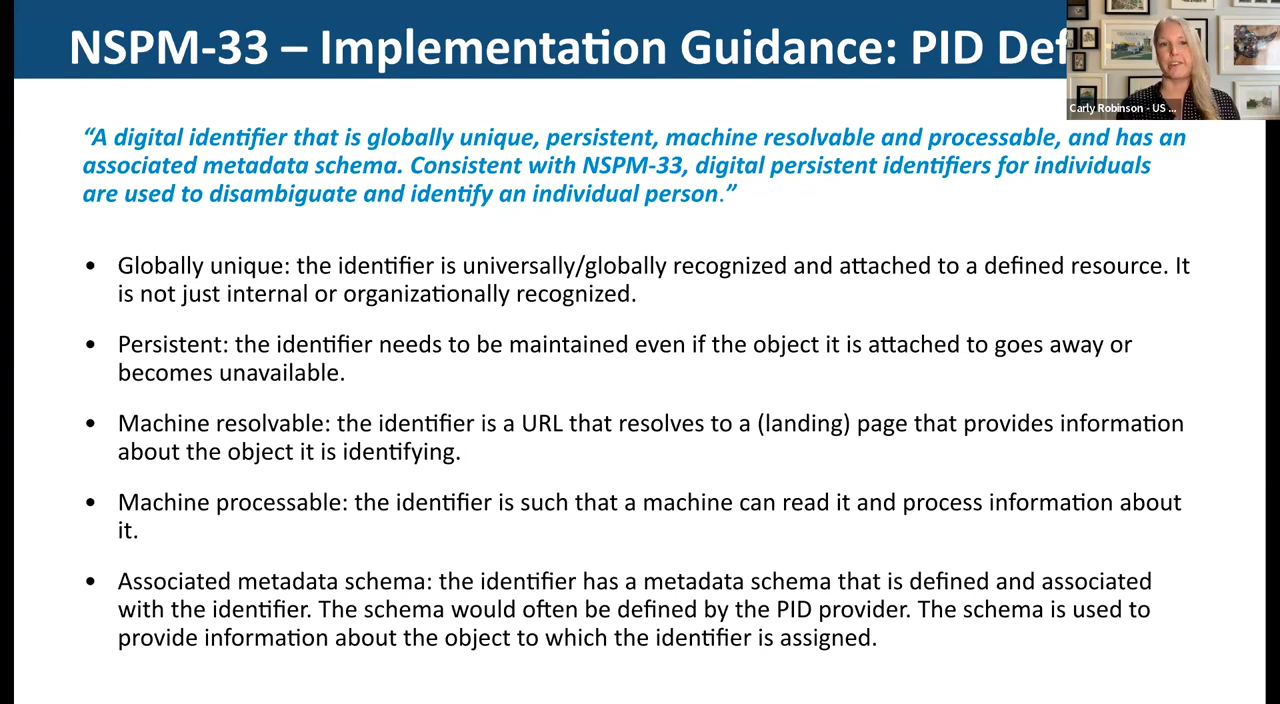 NSPM-33 – Implementation Guidance: PID Def
Carly Robinson - US ...
“A digital identifier that is globally unique, persistent, machine resolvable and processable, and has an
associated metadata schema. Consistent with NSPM-33, digital persistent identifiers for individuals
are used to disambiguate and identify an individual person.”
• Globally unique: the identifier is universally/globally recognized and attached to a defined resource. It
is not just internal or organizationally recognized.
• Persistent: the identifier needs to be maintained even if the object it is attached to goes away or
becomes unavailable.
• Machine resolvable: the identifier is a URL that resolves to a (landing) page that provides information
about the object it is identifying.
• Machine processable: the identifier is such that a machine can read it and process information about
it.
• Associated metadata schema: the identifier has a metadata schema that is defined and associated
with the identifier. The schema would often be defined by the PID provider. The schema is used to
provide information about the object to which the identifier is assigned.